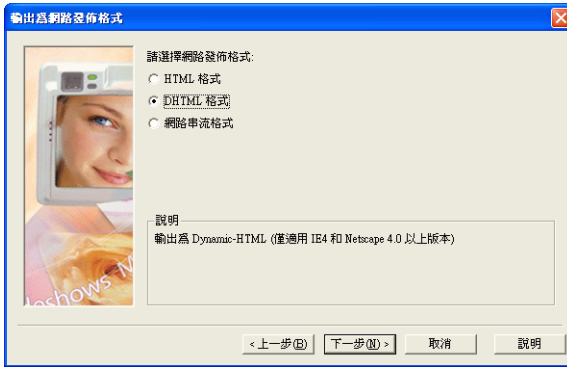 輸出為網路發佈格式
請選擇網路發佈格式:
HTML 格式
DHTML 格式
網路串流格式
說明
輸出為 Dynamic-HTML (僅適用 IE4 和 Netscape 4.0 以上版本)
<上一步(B) 下一步(N)> 取消 說明